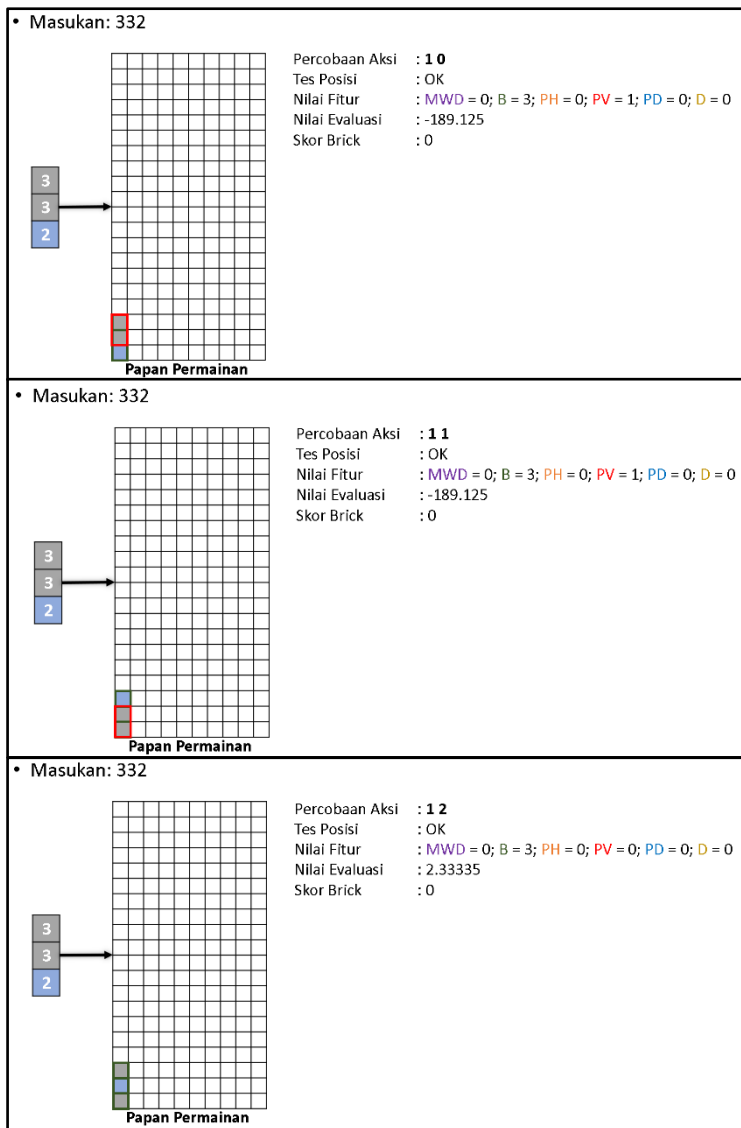 • Masukan: 332
Percobaan Aksi : 1 0
Tes Posisi : OK
Nilai Fitur : MWD = 0; B = 3; PH = 0; PV = 1; PD = 0; D = 0
Nilai Evaluasi : -189.125
Skor Brick : 0
3
3
2
Papan Permainan
• Masukan: 332
Percobaan Aksi : 1 1
Tes Posisi : OK
Nilai Fitur : MWD = 0; B = 3; PH = 0; PV = 1; PD = 0; D = 0
Nilai Evaluasi : -189.125
Skor Brick : 0
3
3
2
Papan Permainan
• Masukan: 332
Percobaan Aksi : 1 2
Tes Posisi : OK
Nilai Fitur : MWD = 0; B = 3; PH = 0; PV = 0; PD = 0; D = 0
Nilai Evaluasi : 2.33335
Skor Brick : 0
3
3
2
Papan Permainan